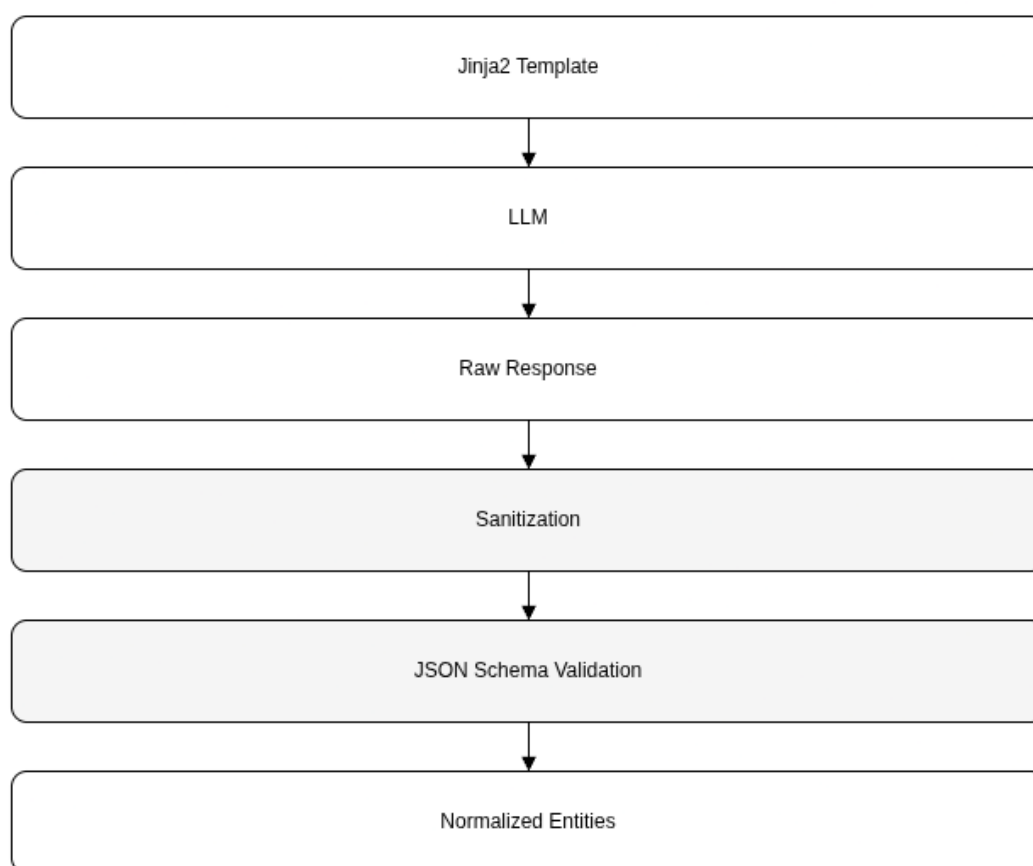 Jinja2 Template
LLM
Raw Response
Sanitization
JSON Schema Validation
Normalized Entities